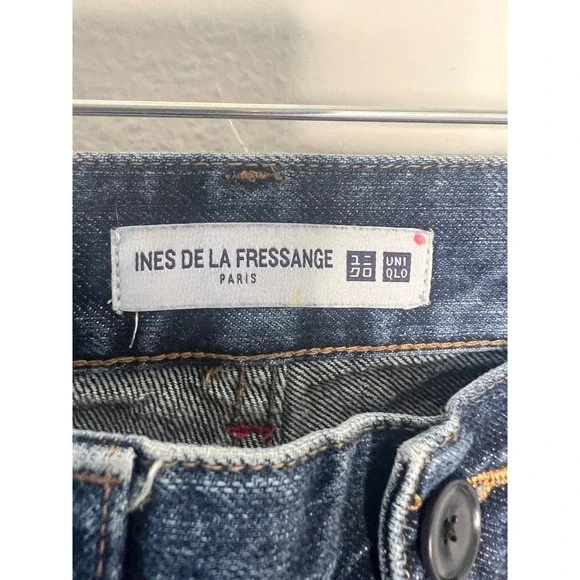 INES DE LA FRESSANGE
PARIS
ユニ
クロ
UNI
QLO